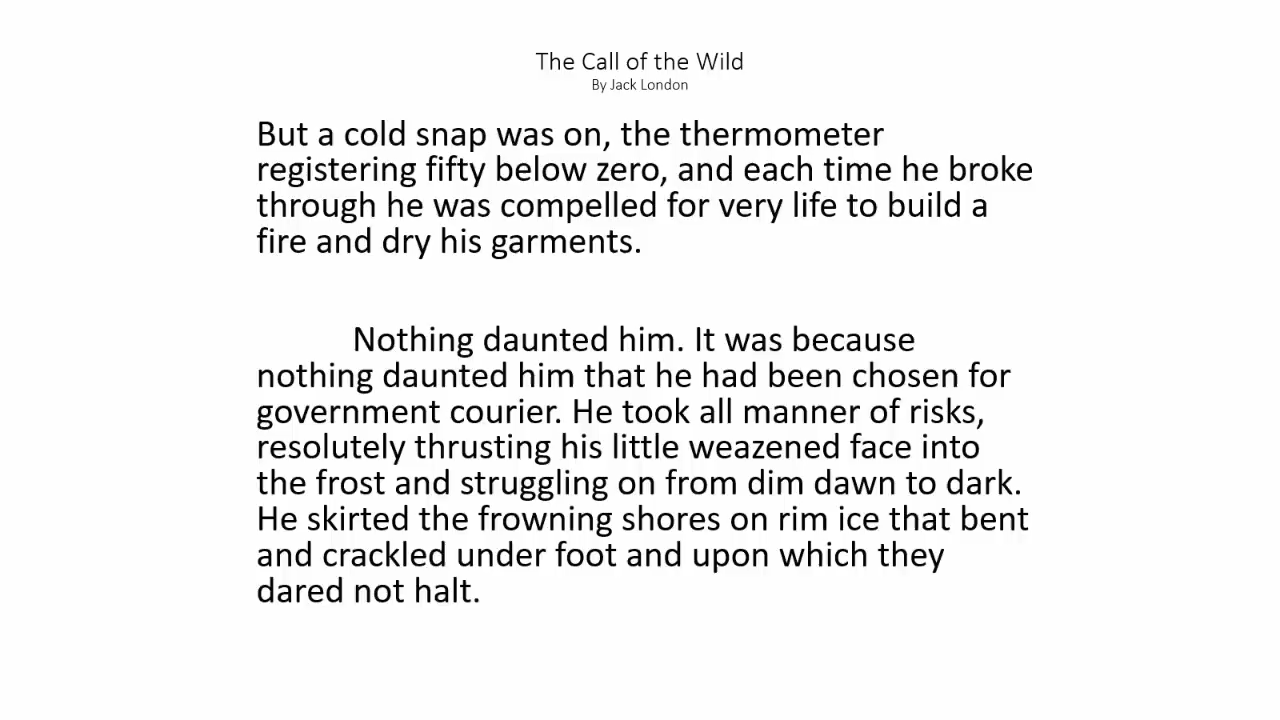 The Call of the Wild
By Jack London
But a cold snap was on, the thermometer
registering fifty below zero, and each time he broke
through he was compelled for very life to build a
fire and dry his garments.
Nothing daunted him. It was because
nothing daunted him that he had been chosen for
government courier. He took all manner of risks,
resolutely thrusting his little weazened face into
the frost and struggling on from dim dawn to dark.
He skirted the frowning shores on rim ice that bent
and crackled under foot and upon which they
dared not halt.